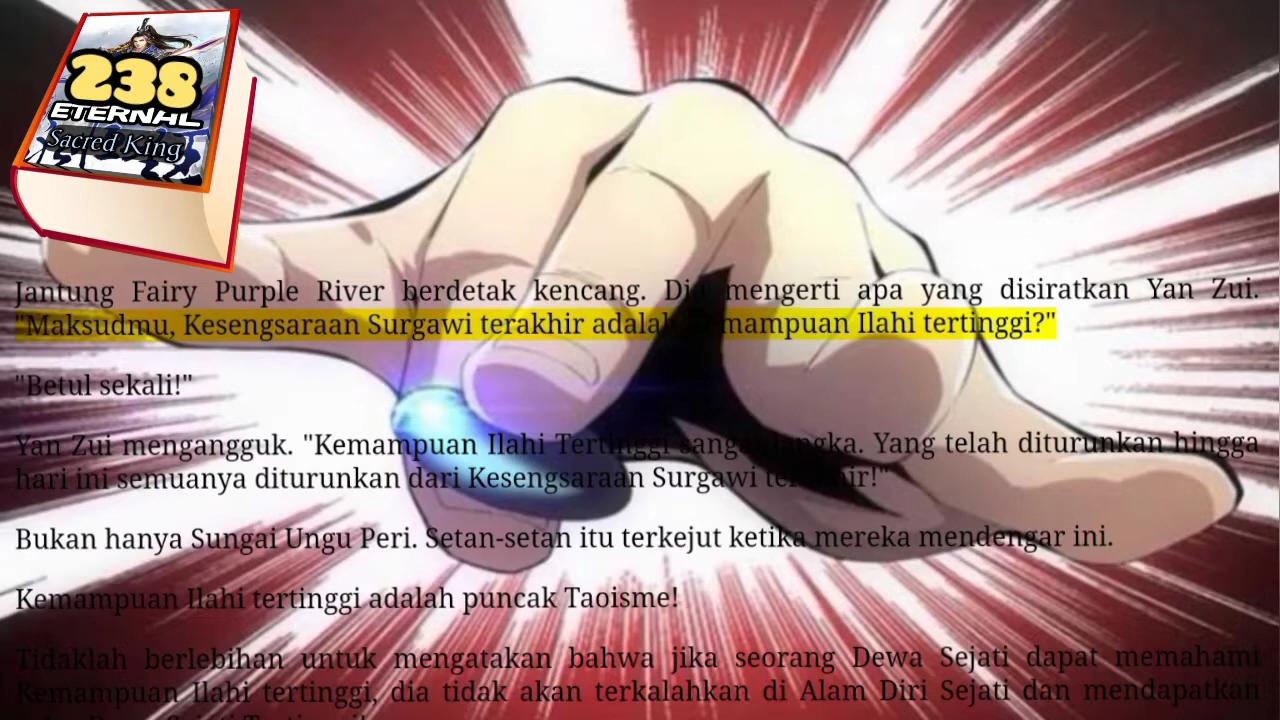 238
ETERNAL
Sacred King
Jantung Fairy Purple River berdetak kencang. Dia mengerti apa yang disiratkan Yan Zui.
"Maksudmu, Kesengsaraan Surgawi terakhir adalah Kemampuan Ilahi tertinggi?"
"Betul sekali!"
Yan Zui mengangguk. "Kemampuan Ilahi Tertinggi sangat langka. Yang telah diturunkan hingga
hari ini semuanya diturunkan dari Kesengsaraan Surgawi terakhir!"
Bukan hanya Sungai Ungu Peri. Setan-setan itu terkejut ketika mereka mendengar ini.
Kemampuan Ilahi tertinggi adalah puncak Taoisme!
Tidaklah berlebihan untuk mengatakan bahwa jika seorang Dewa Sejati dapat memahami
Kemampuan Ilahi tertinggi, dia tidak akan terkalahkan di Alam Diri Sejati dan mendapatkan